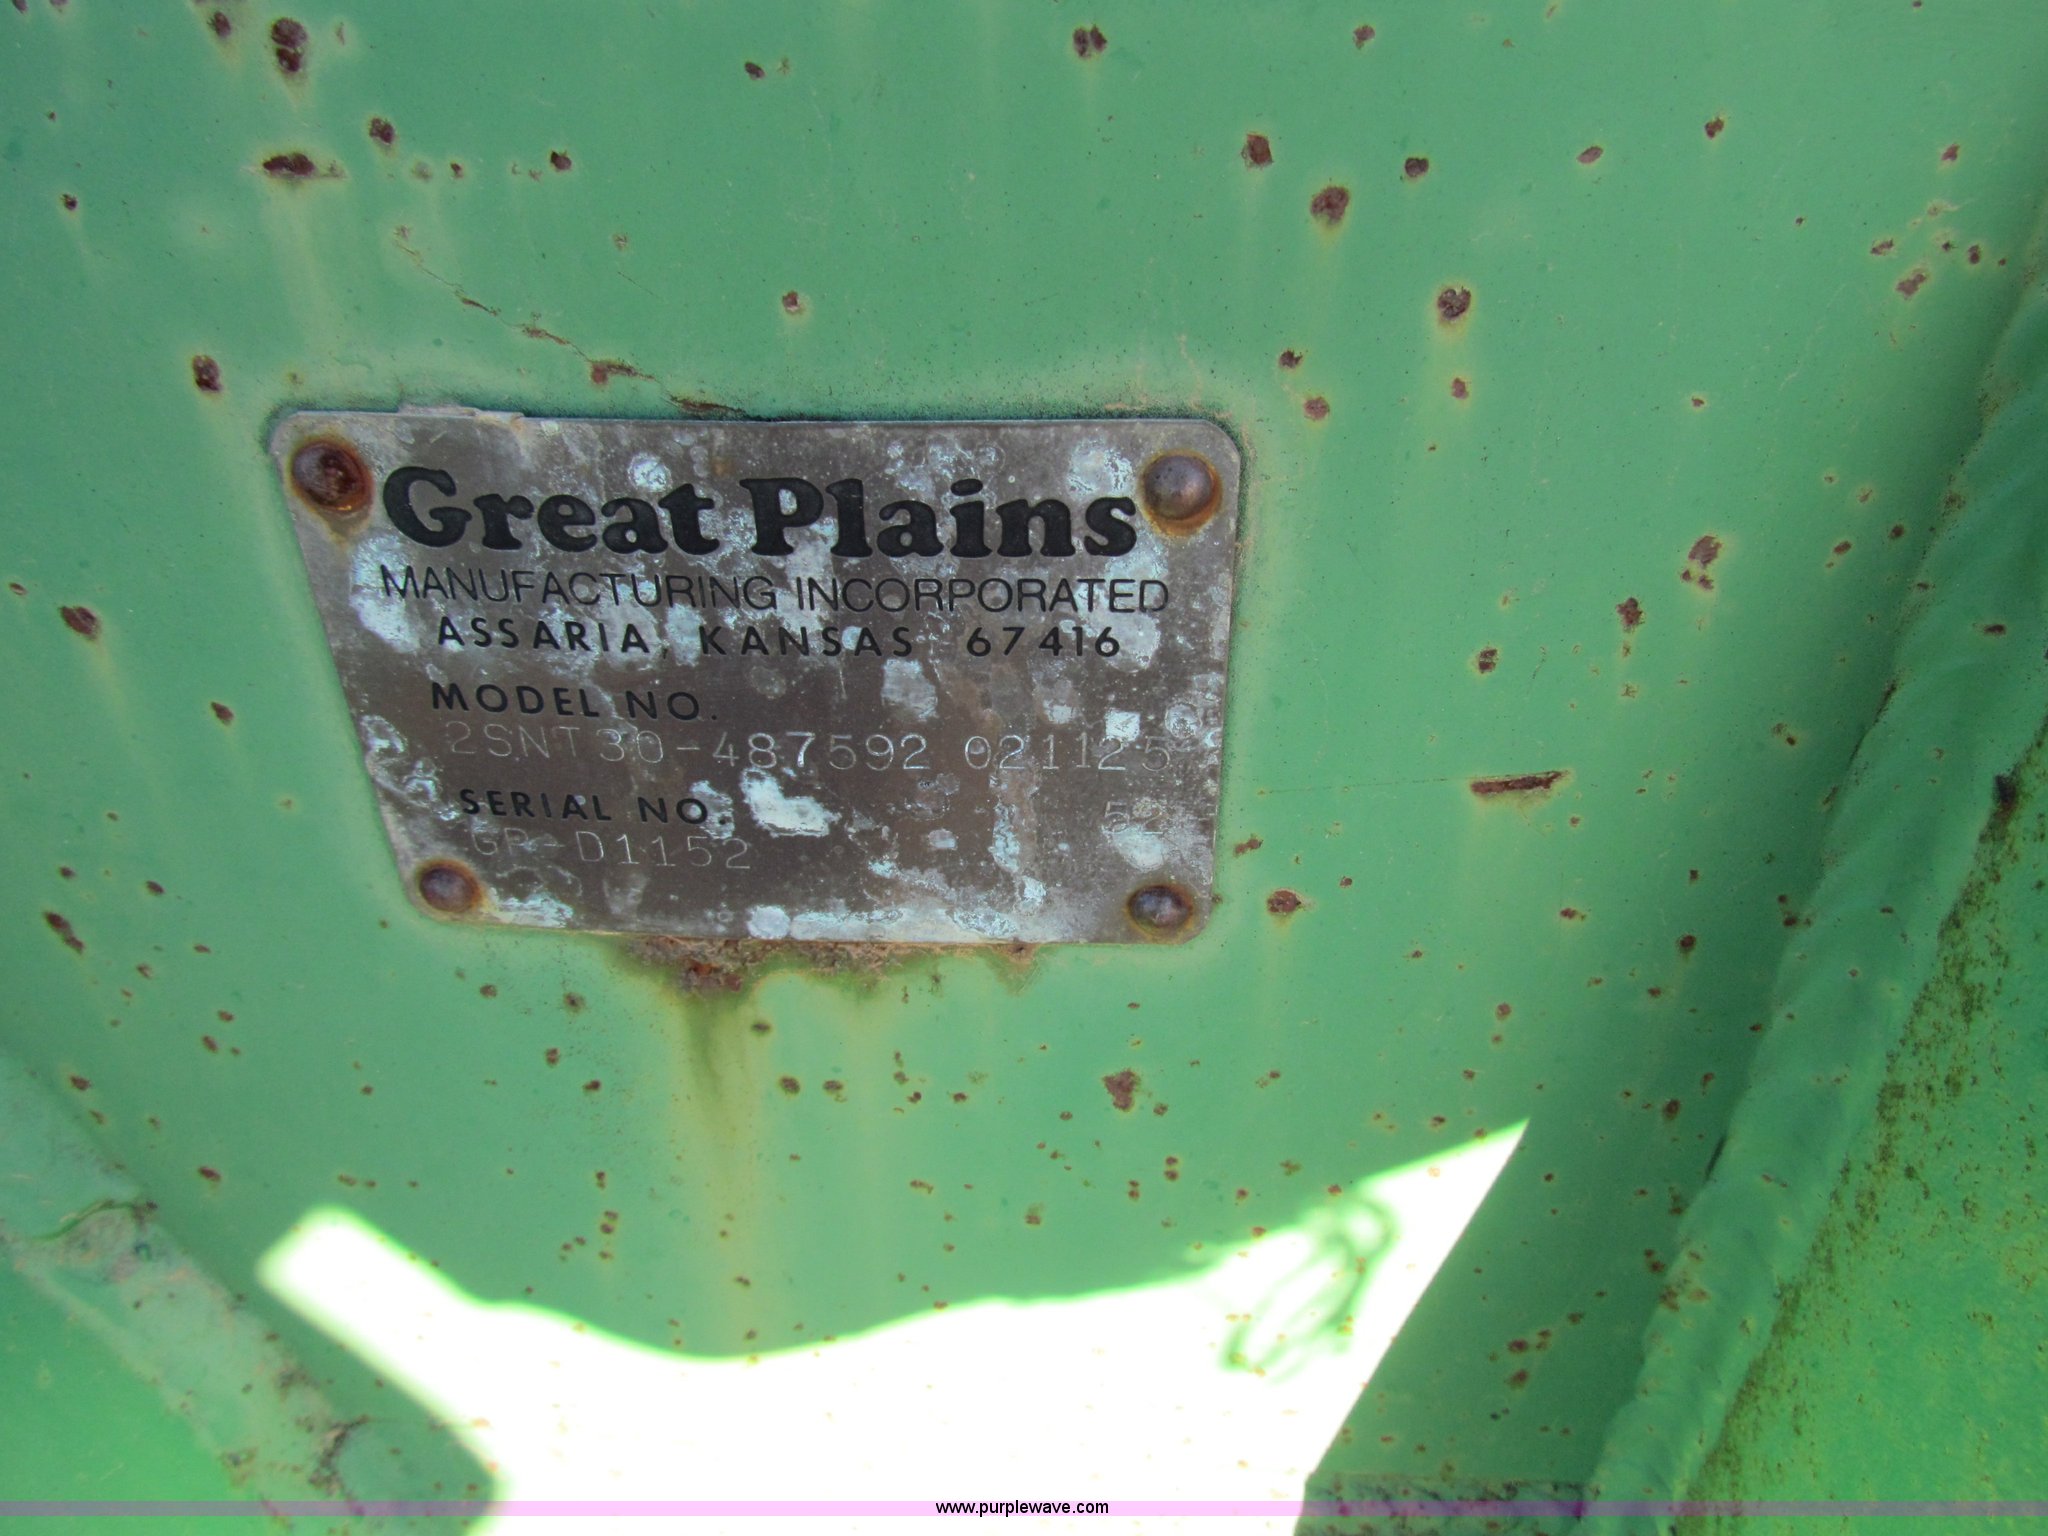 Great Plains
MANUFACTURING INCORPORATED
ASSARIA, KANSAS 67416
MODEL NO.
2SNT30-487592 021125
52
SERIAL NO.
GP-D1152
www.purplewave.com